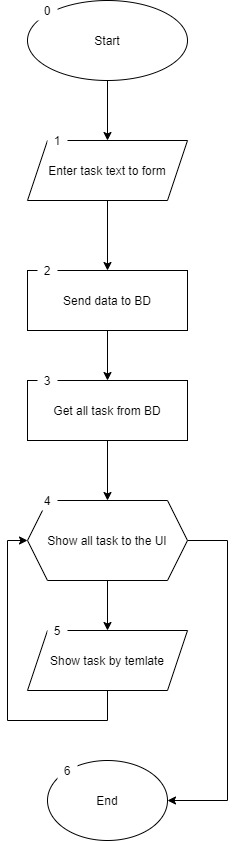 0
Start
1
Enter task text to form
2
Send data to BD
3
Get all task from BD
4
Show all task to the UI
5
Show task by temlate
6
End